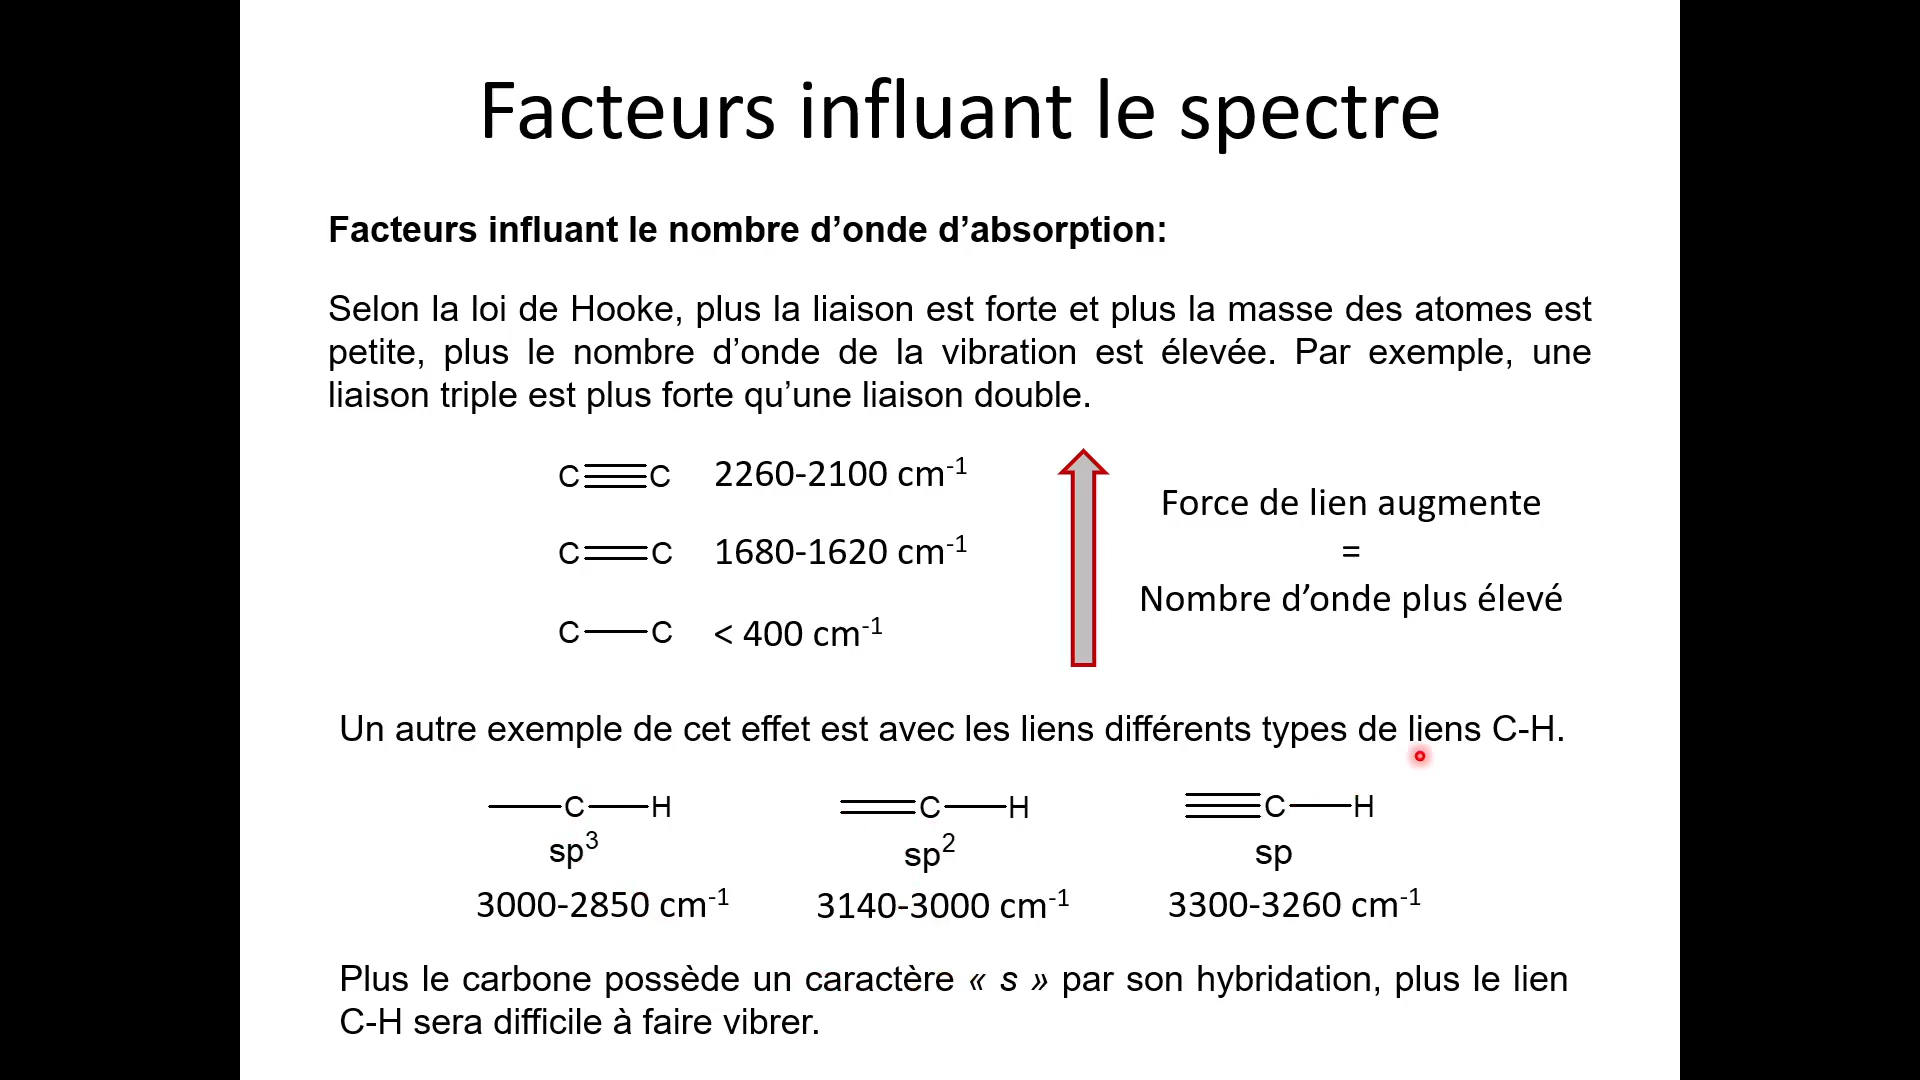 Facteurs influant le spectre
Facteurs influant le nombre d’onde d’absorption:
Selon la loi de Hooke, plus la liaison est forte et plus la masse des atomes est
petite, plus le nombre d’onde de la vibration est élevée. Par exemple, une
liaison triple est plus forte qu’une liaison double.
C≡C 2260-2100 cm⁻¹
C=C 1680-1620 cm⁻¹
C—C < 400 cm⁻¹
Force de lien augmente
=
Nombre d’onde plus élevé
Un autre exemple de cet effet est avec les liens différents types de liens C-H.
—C—H =C—H ≡C—H
sp³ sp² sp
3000-2850 cm⁻¹ 3140-3000 cm⁻¹ 3300-3260 cm⁻¹
Plus le carbone possède un caractère « s » par son hybridation, plus le lien
C-H sera difficile à faire vibrer.